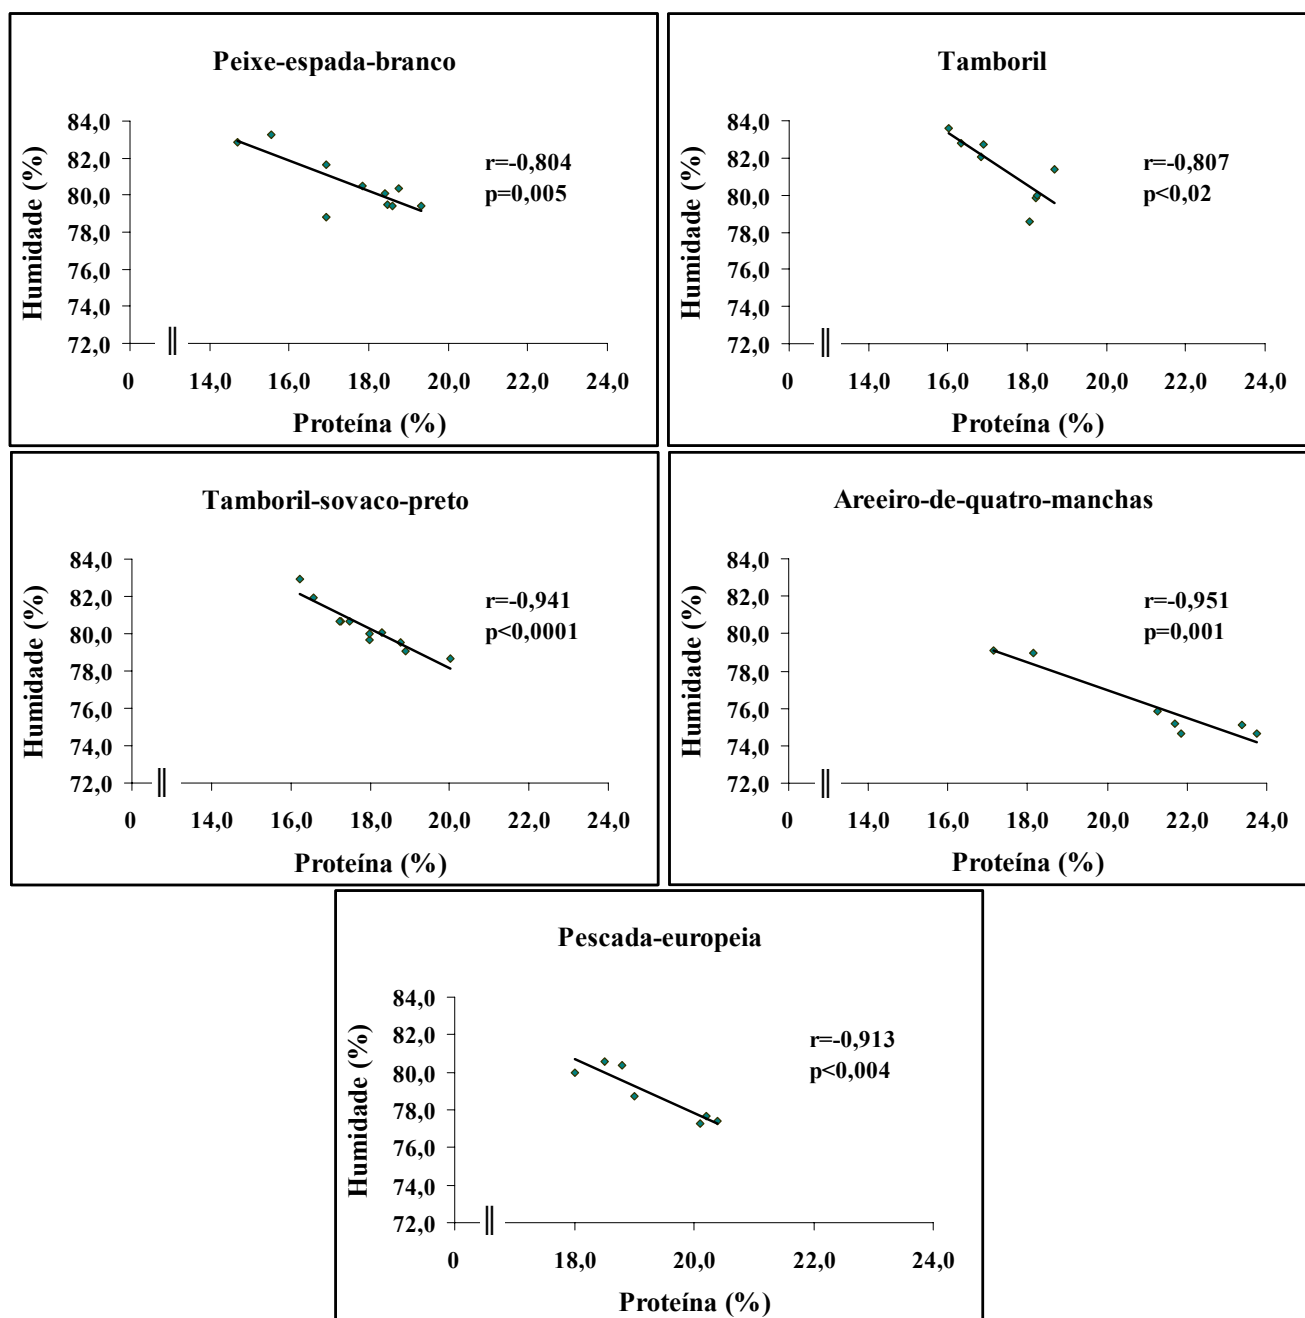 Peixe-espada-branco
Humidade (%)
84,0
82,0
80,0
78,0
76,0
74,0
72,0
r=-0,804
p=0,005
0 14,0 16,0 18,0 20,0 22,0 24,0
Proteína (%)
Tamboril
Humidade (%)
84,0
82,0
80,0
78,0
76,0
74,0
72,0
r=-0,807
p<0,02
0 14,0 16,0 18,0 20,0 22,0 24,0
Proteína (%)
Tamboril-sovaco-preto
Humidade (%)
84,0
82,0
80,0
78,0
76,0
74,0
72,0
r=-0,941
p<0,0001
0 14,0 16,0 18,0 20,0 22,0 24,0
Proteína (%)
Areeiro-de-quatro-manchas
Humidade (%)
84,0
82,0
80,0
78,0
76,0
74,0
72,0
r=-0,951
p=0,001
0 14,0 16,0 18,0 20,0 22,0 24,0
Proteína (%)
Pescada-europeia
Humidade (%)
84,0
82,0
80,0
78,0
76,0
74,0
72,0
r=-0,913
p<0,004
0 18,0 20,0 22,0 24,0
Proteína (%)